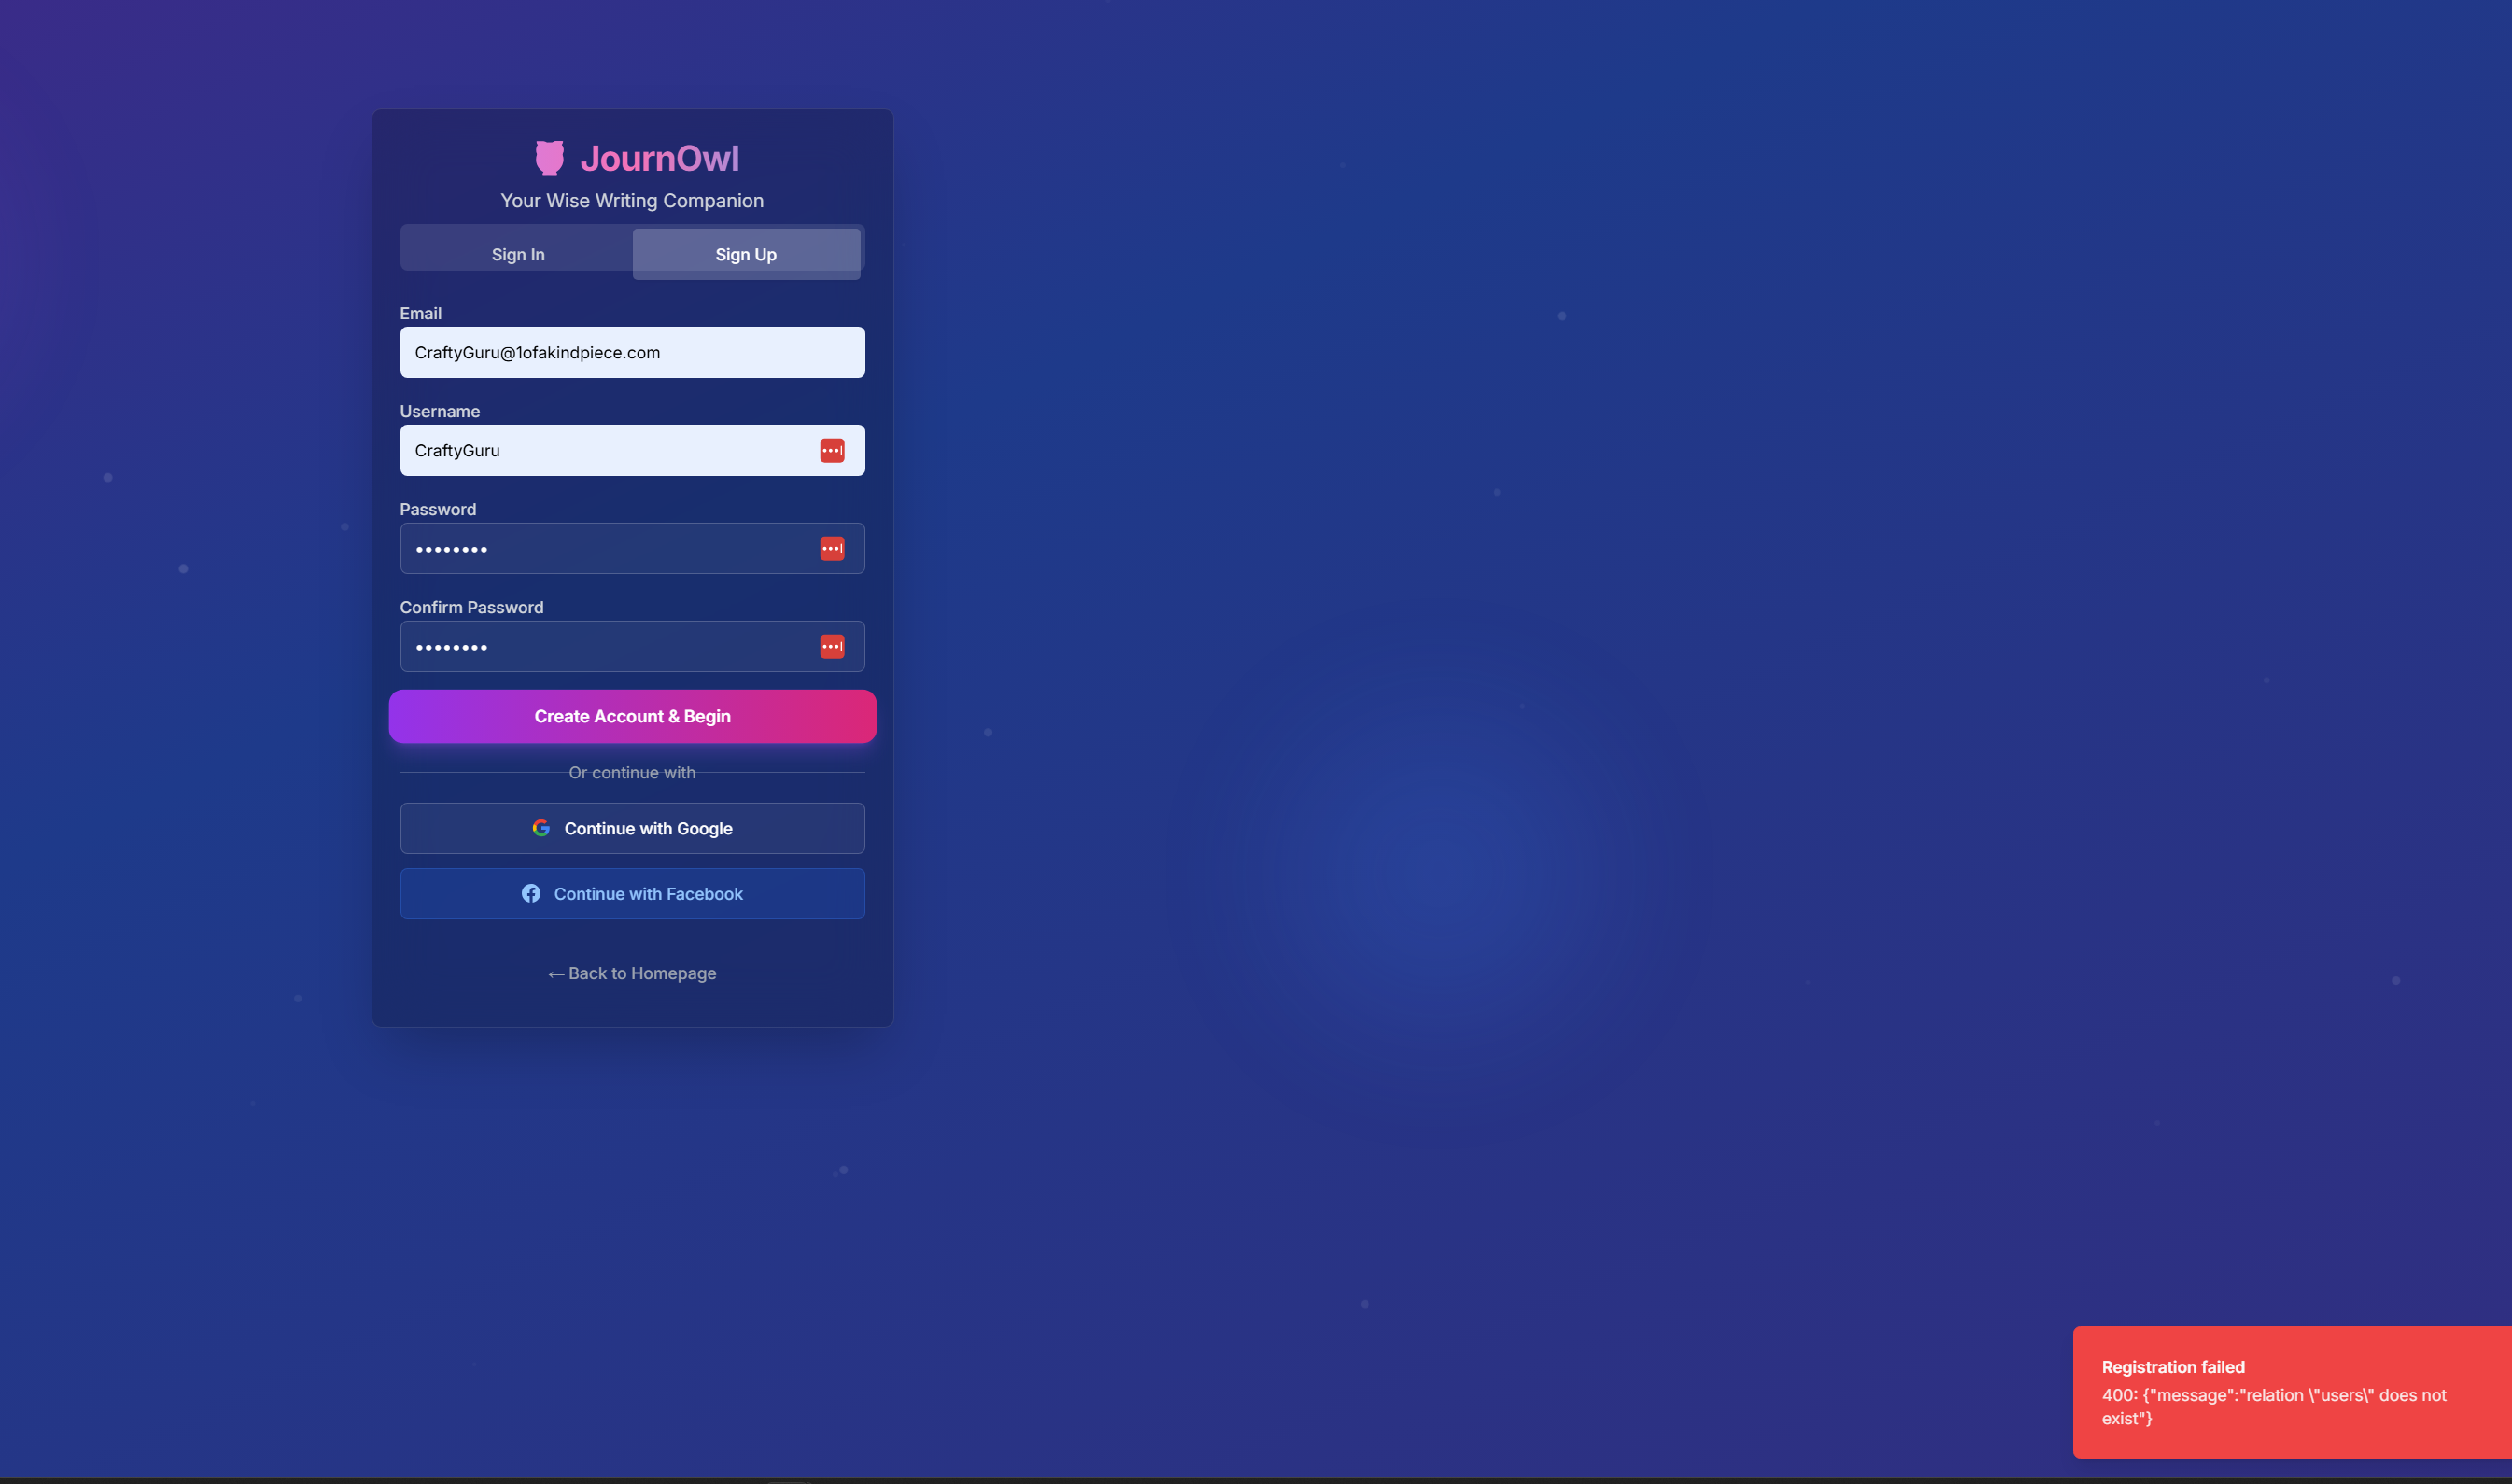 JournOwl
Your Wise Writing Companion
Sign In
Sign Up
Email
CraftyGuru@1ofakindpiece.com
Username
CraftyGuru
Password
••••••••
Confirm Password
••••••••
Create Account & Begin
Or continue with
Continue with Google
Continue with Facebook
← Back to Homepage
Registration failed
400: {"message":"relation \"users\" does not
exist"}